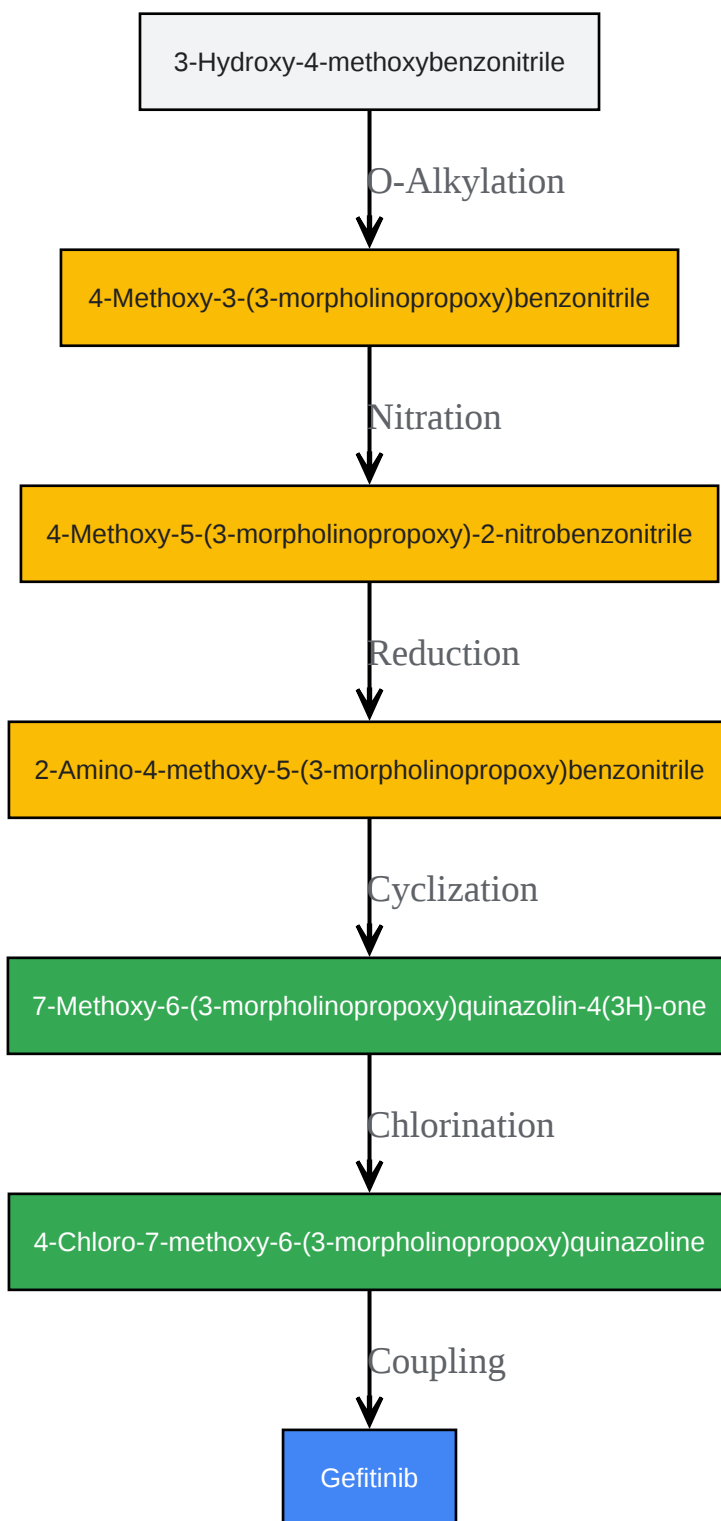 3-Hydroxy-4-methoxybenzonitrile
O-Alkylation
4-Methoxy-3-(3-morpholinopropoxy)benzonitrile
Nitration
4-Methoxy-5-(3-morpholinopropoxy)-2-nitrobenzonitrile
Reduction
2-Amino-4-methoxy-5-(3-morpholinopropoxy)benzonitrile
Cyclization
7-Methoxy-6-(3-morpholinopropoxy)quinazolin-4(3H)-one
Chlorination
4-Chloro-7-methoxy-6-(3-morpholinopropoxy)quinazoline
Coupling
Gefitinib